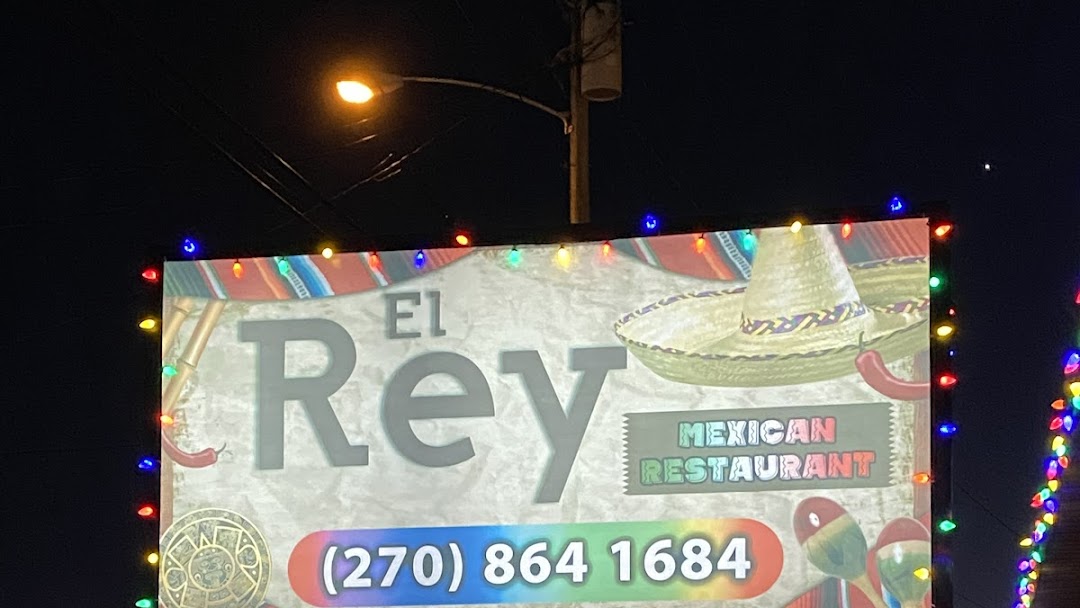 El
Rey
MEXICAN
RESTAURANT
(270) 864 1684